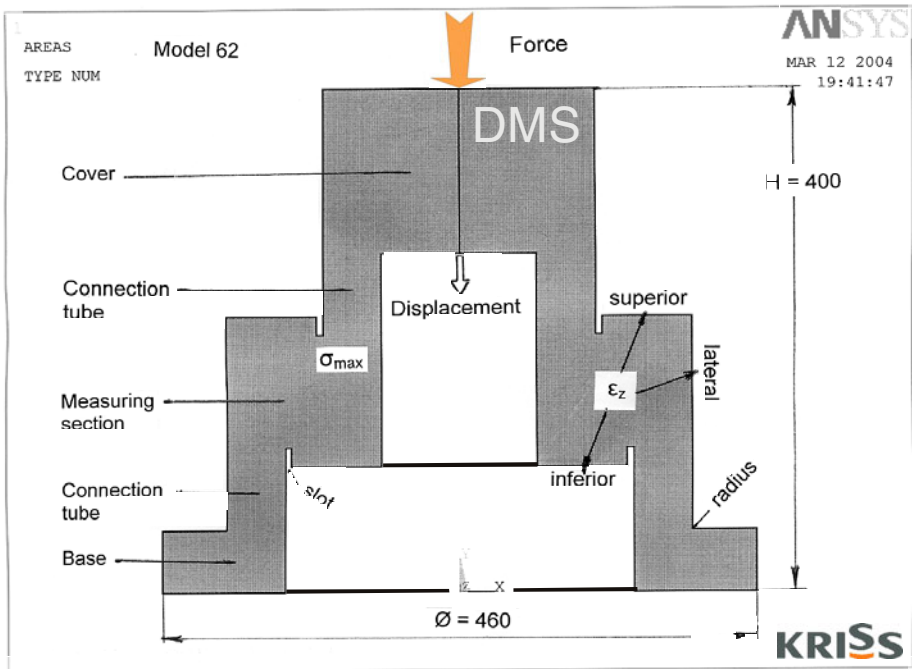 1
AREAS
TYPE NUM
Model 62
Force
ANSYS
MAR 12 2004
19:41:47
DMS
Cover
H = 400
Connection
tube
Displacement
superior
σmax
lateral
εz
Measuring
section
inferior
slot
radius
Connection
tube
Base
Y
Z X
Ø = 460
KRISS